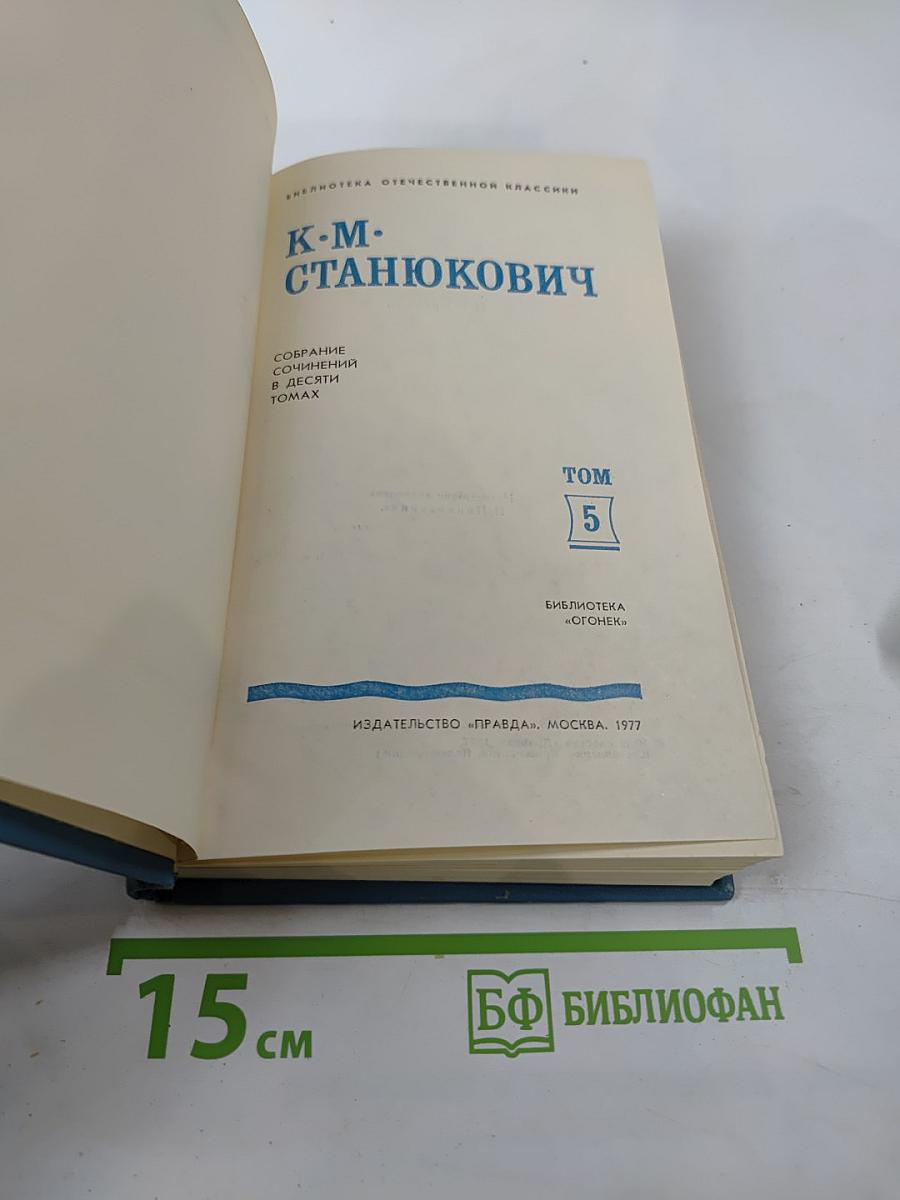 БИБЛИОТЕКА ОТЕЧЕСТВЕННОЙ КЛАССИКИ
К·М·
СТАНЮКОВИЧ
СОБРАНИЕ
СОЧИНЕНИЙ
В ДЕСЯТИ
ТОМАХ
ТОМ
5
БИБЛИОТЕКА
«ОГОНЕК»
ИЗДАТЕЛЬСТВО «ПРАВДА». МОСКВА. 1977
15 см
БФ БИБЛИОФАН